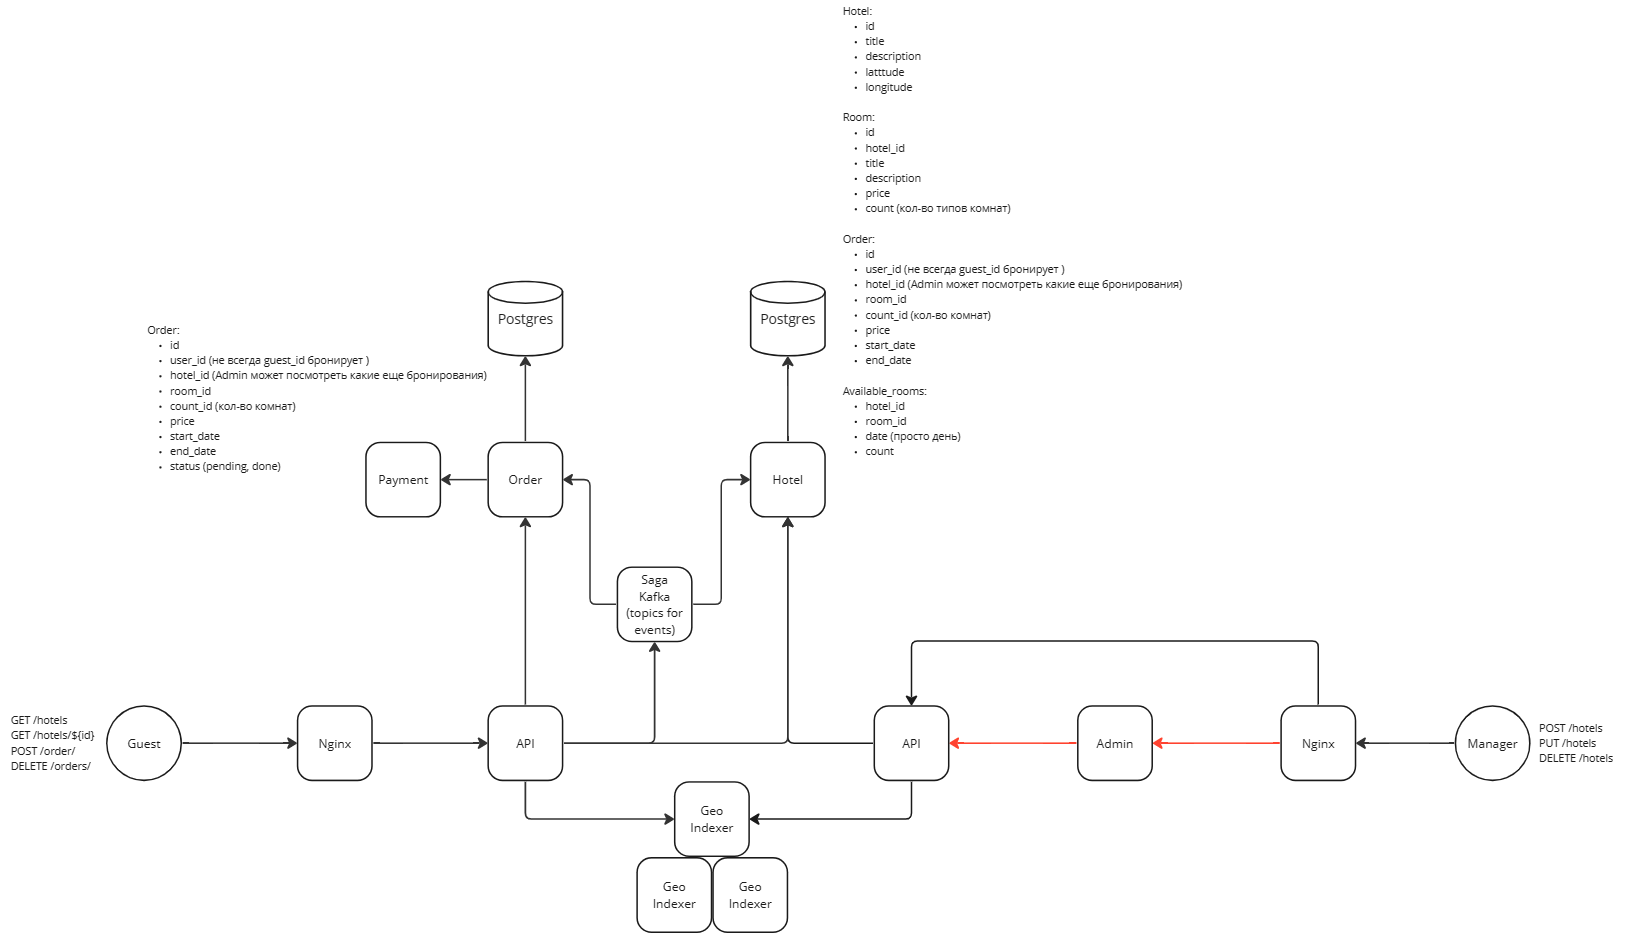 Hotel:
• id
• title
• description
• latttude
• longitude
Room:
• id
• hotel_id
• title
• description
• price
• count (кол-во типов комнат)
Order:
• id
• user_id (не всегда guest_id бронирует )
• hotel_id (Admin может посмотреть какие еще бронирования)
• room_id
• count_id (кол-во комнат)
• price
• start_date
• end_date
Available_rooms:
• hotel_id
• room_id
• date (просто день)
• count
Postgres
Postgres
Order:
• id
• user_id (не всегда guest_id бронирует )
• hotel_id (Admin может посмотреть какие еще бронирования)
• room_id
• count_id (кол-во комнат)
• price
• start_date
• end_date
• status (pending, done)
Payment
Order
Hotel
Saga
Kafka
(topics for
events)
GET /hotels
GET /hotels/${id}
POST /order/
DELETE /orders/
Guest
Nginx
API
API
Admin
Nginx
Manager
POST /hotels
PUT /hotels
DELETE /hotels
Geo
Indexer
Geo
Indexer
Geo
Indexer